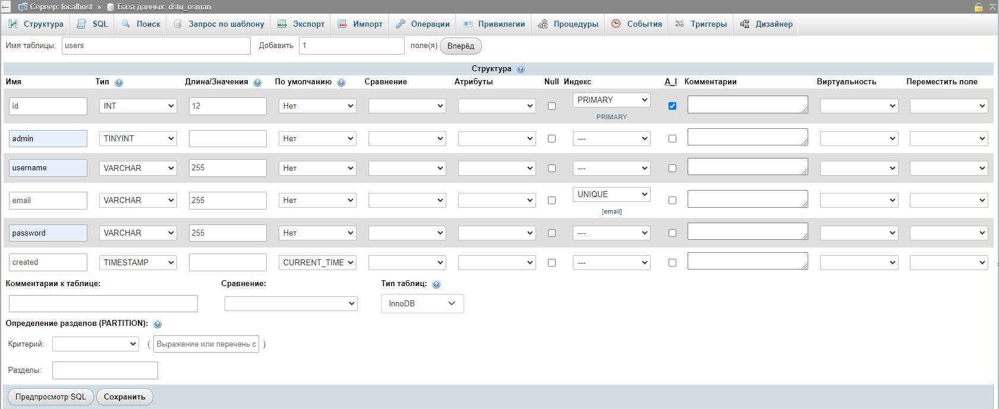 ← Сервер: localhost » База данных: dstu_osman
Структура SQL Поиск Запрос по шаблону Экспорт Импорт Операции Привилегии Процедуры События Триггеры Дизайнер
Имя таблицы: users Добавить 1 поле(я) Вперёд
Структура
Имя Тип Длина/Значения По умолчанию Сравнение Атрибуты Null Индекс A_I Комментарии Виртуальность Переместить поле
id INT 12 Нет PRIMARY
PRIMARY
admin TINYINT Нет ---
username VARCHAR 255 Нет ---
email VARCHAR 255 Нет UNIQUE
[email]
password VARCHAR 255 Нет ---
created TIMESTAMP CURRENT_TIME ---
Комментарии к таблице: Сравнение: Тип таблиц:
InnoDB
Определение разделов (PARTITION):
Критерий: ( Выражение или перечень с )
Разделы:
Предпросмотр SQL Сохранить